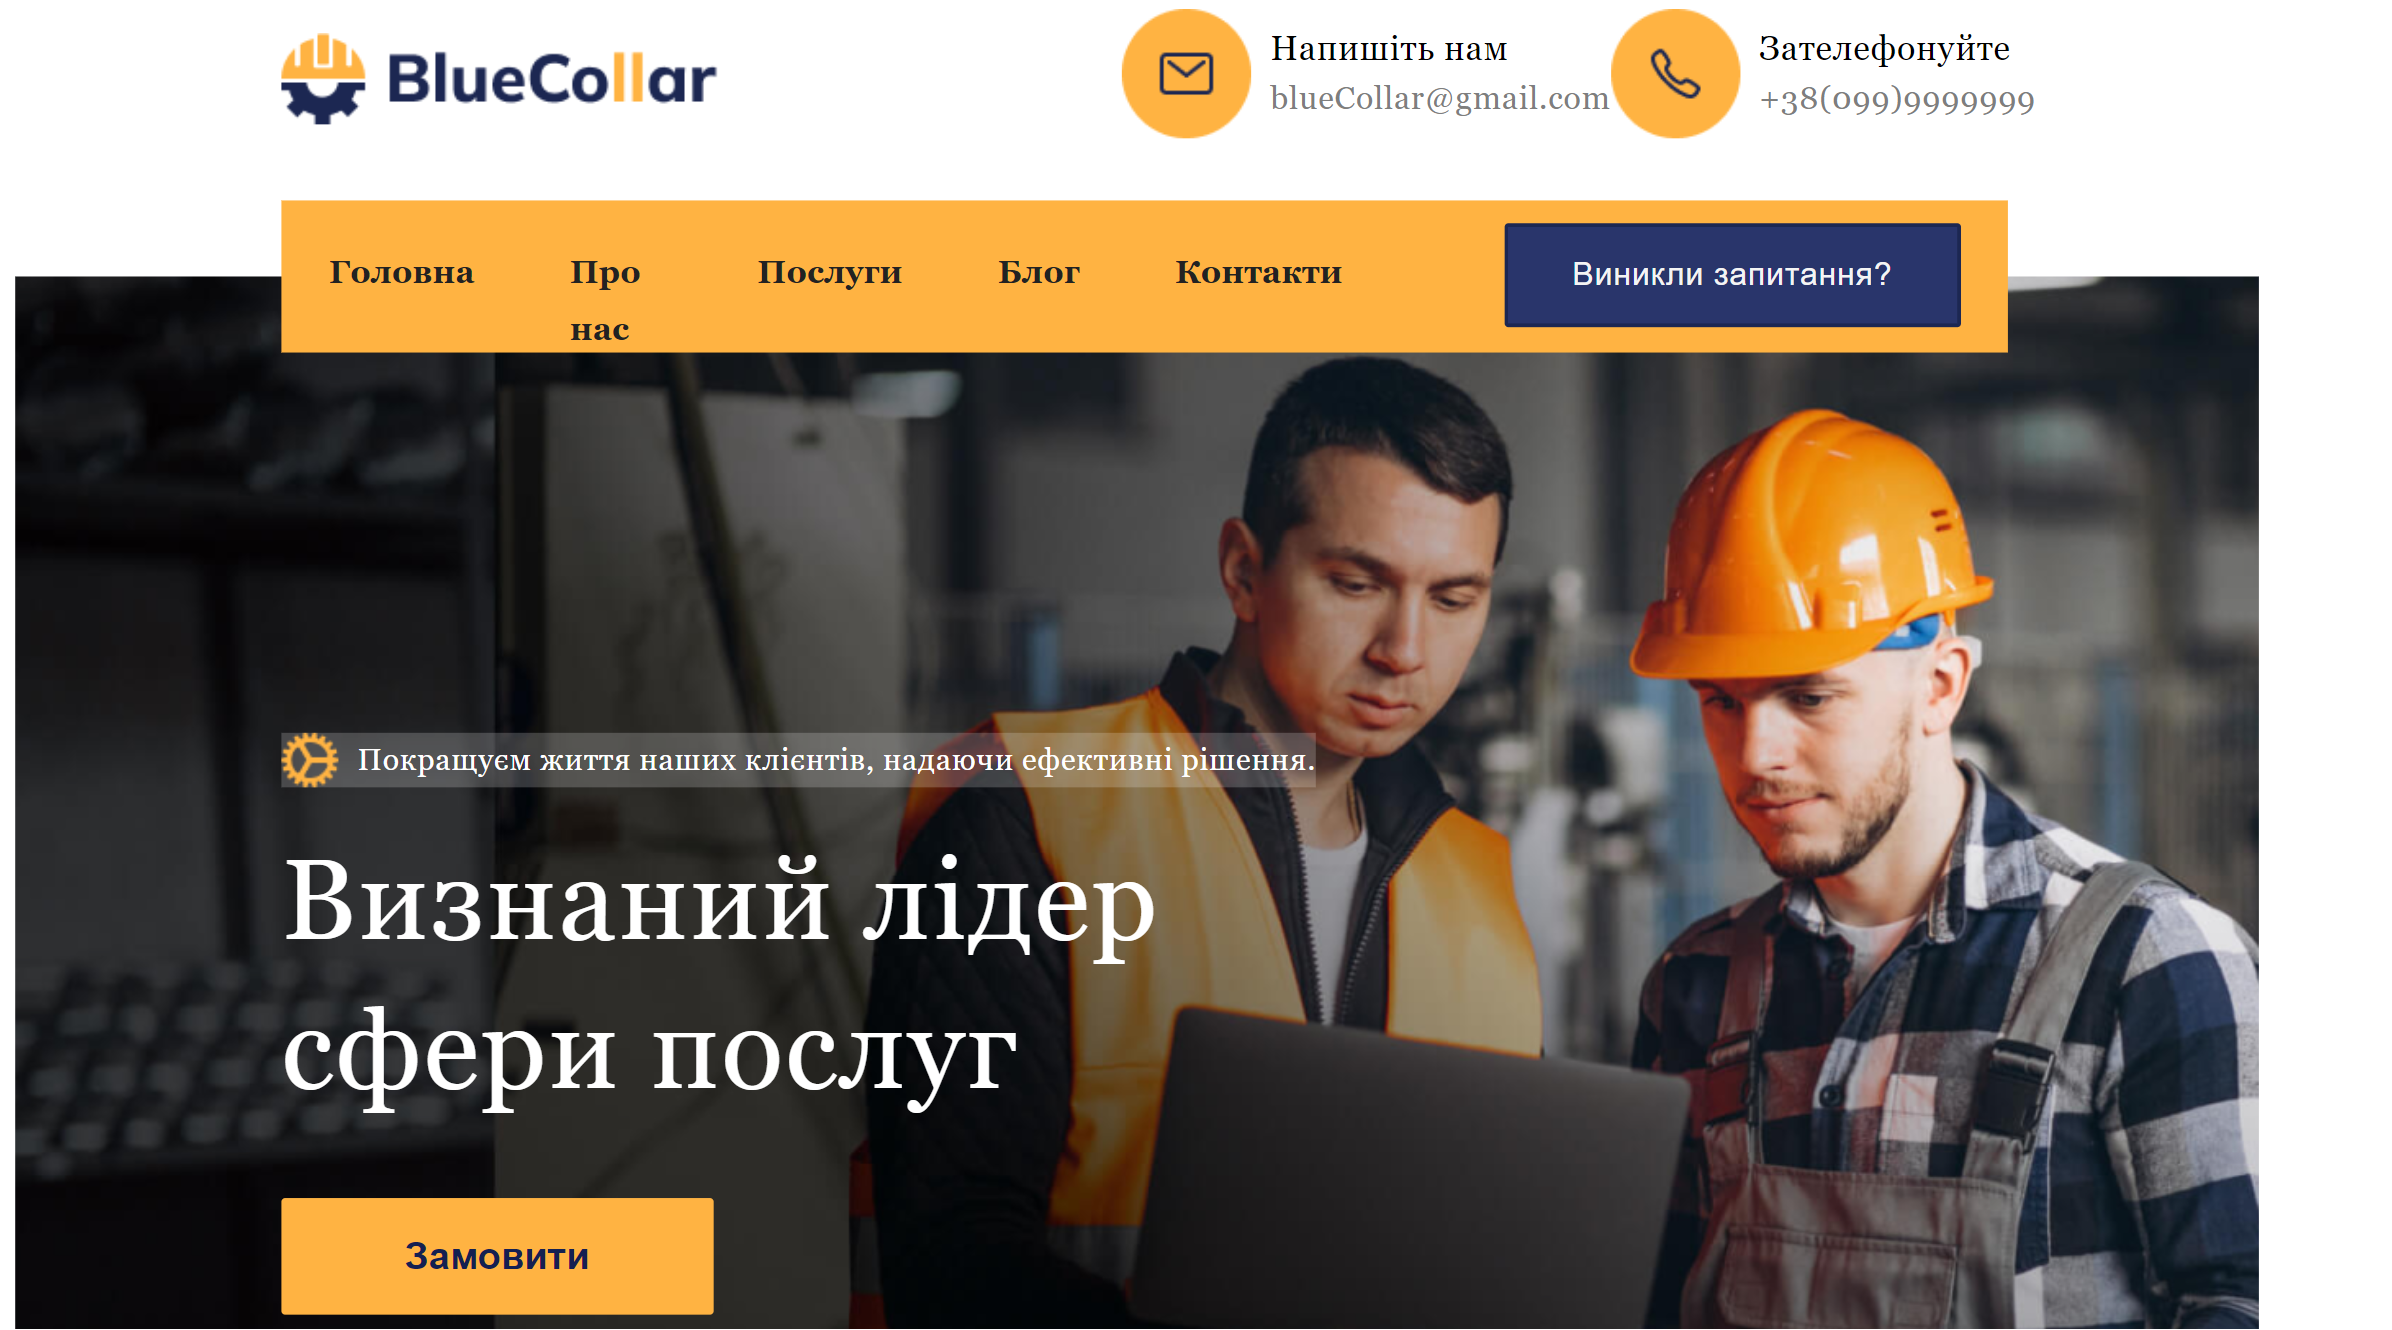 BlueCollar
Напишіть нам
blueCollar@gmail.com
Зателефонуйте
+38(099)9999999
Головна
Про
нас
Послуги
Блог
Контакти
Виникли запитання?
Покращуєм життя наших клієнтів, надаючи ефективні рішення.
Визнаний лідер
сфери послуг
Замовити